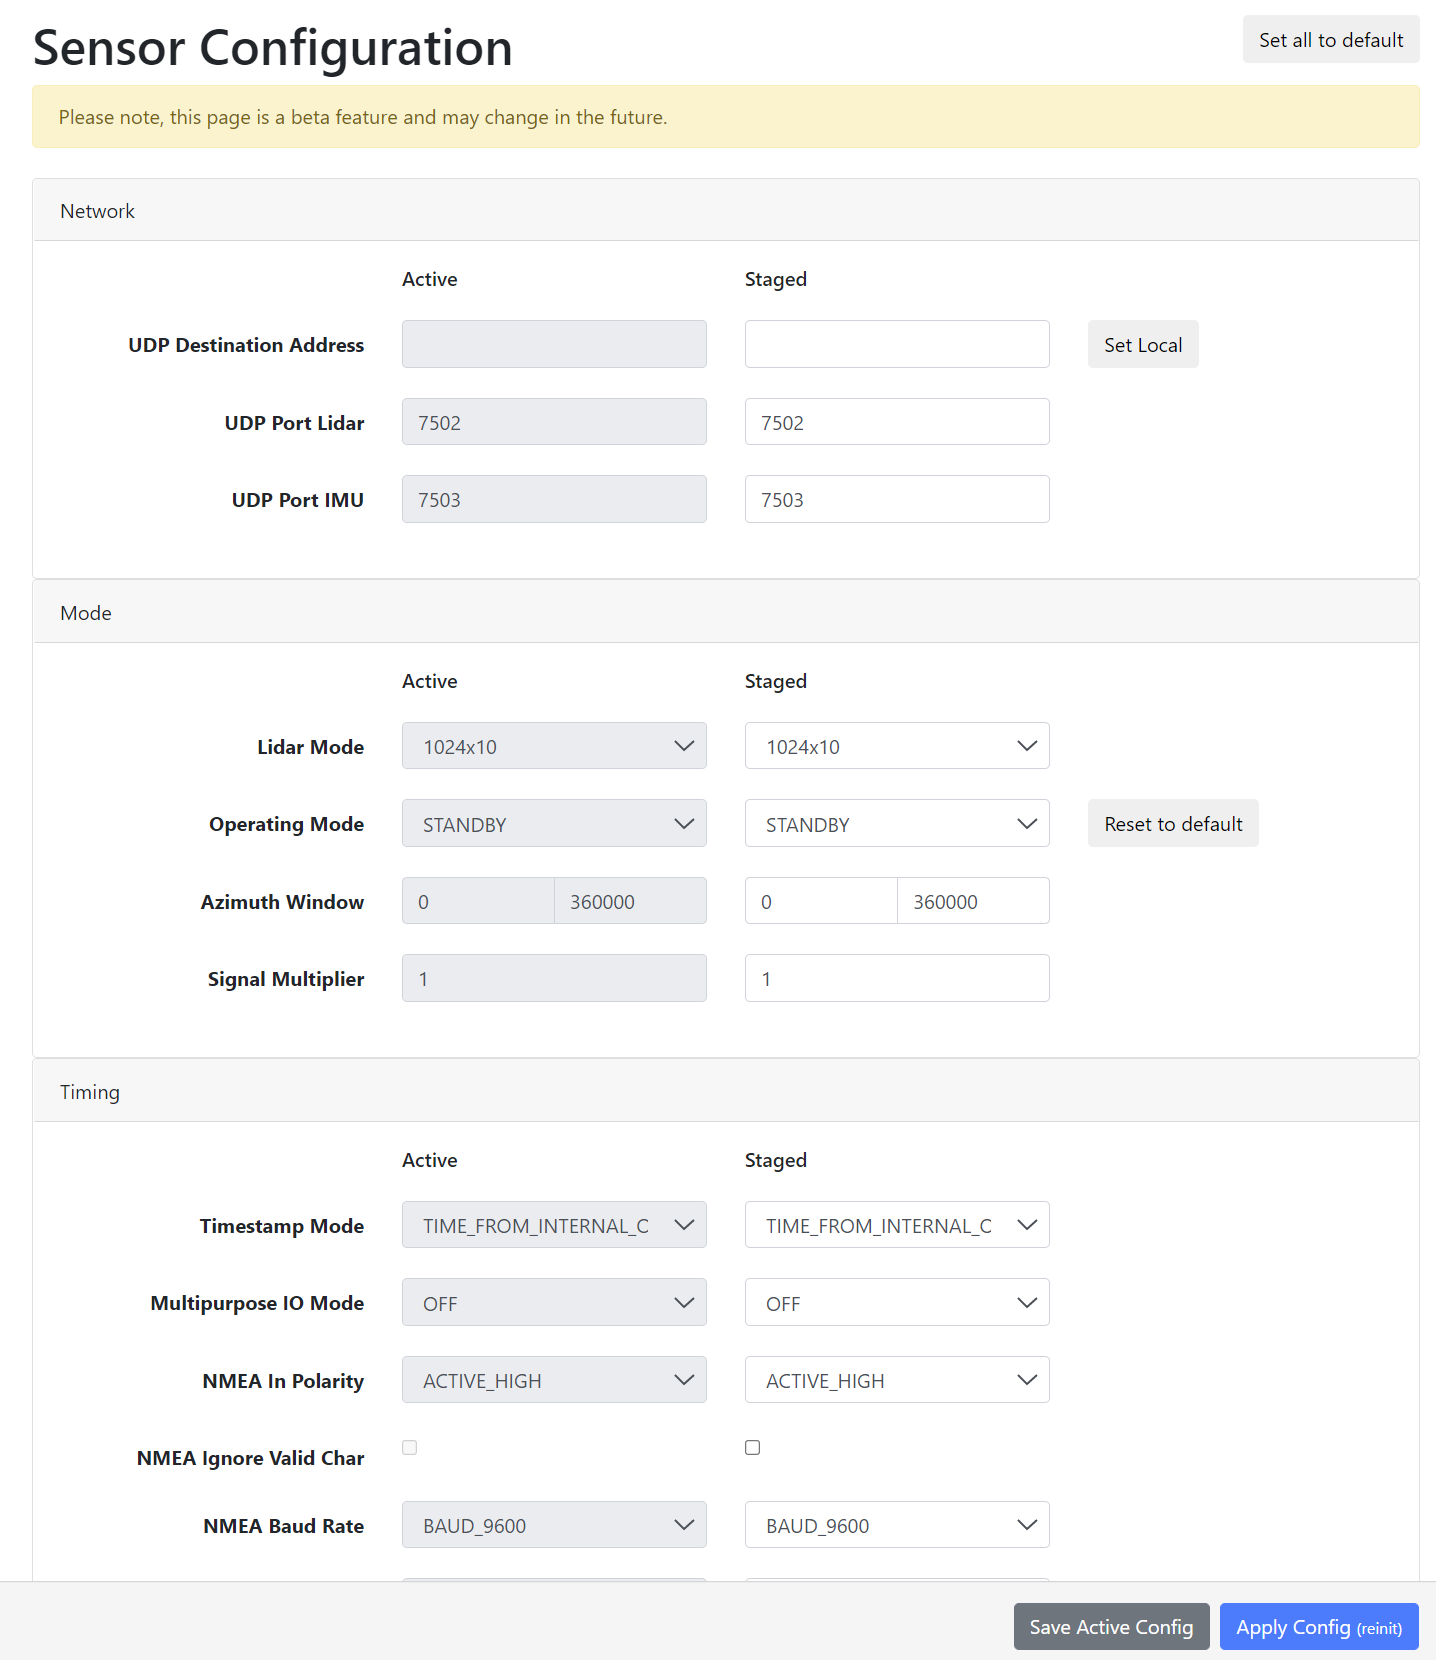 Sensor Configuration
Set all to default
Please note, this page is a beta feature and may change in the future.
Network
Active Staged
UDP Destination Address Set Local
UDP Port Lidar 7502 7502
UDP Port IMU 7503 7503
Mode
Active Staged
Lidar Mode 1024x10 1024x10
Operating Mode STANDBY STANDBY Reset to default
Azimuth Window 0 360000 0 360000
Signal Multiplier 1 1
Timing
Active Staged
Timestamp Mode TIME_FROM_INTERNAL_C TIME_FROM_INTERNAL_C
Multipurpose IO Mode OFF OFF
NMEA In Polarity ACTIVE_HIGH ACTIVE_HIGH
NMEA Ignore Valid Char
NMEA Baud Rate BAUD_9600 BAUD_9600
Save Active Config Apply Config (reinit)